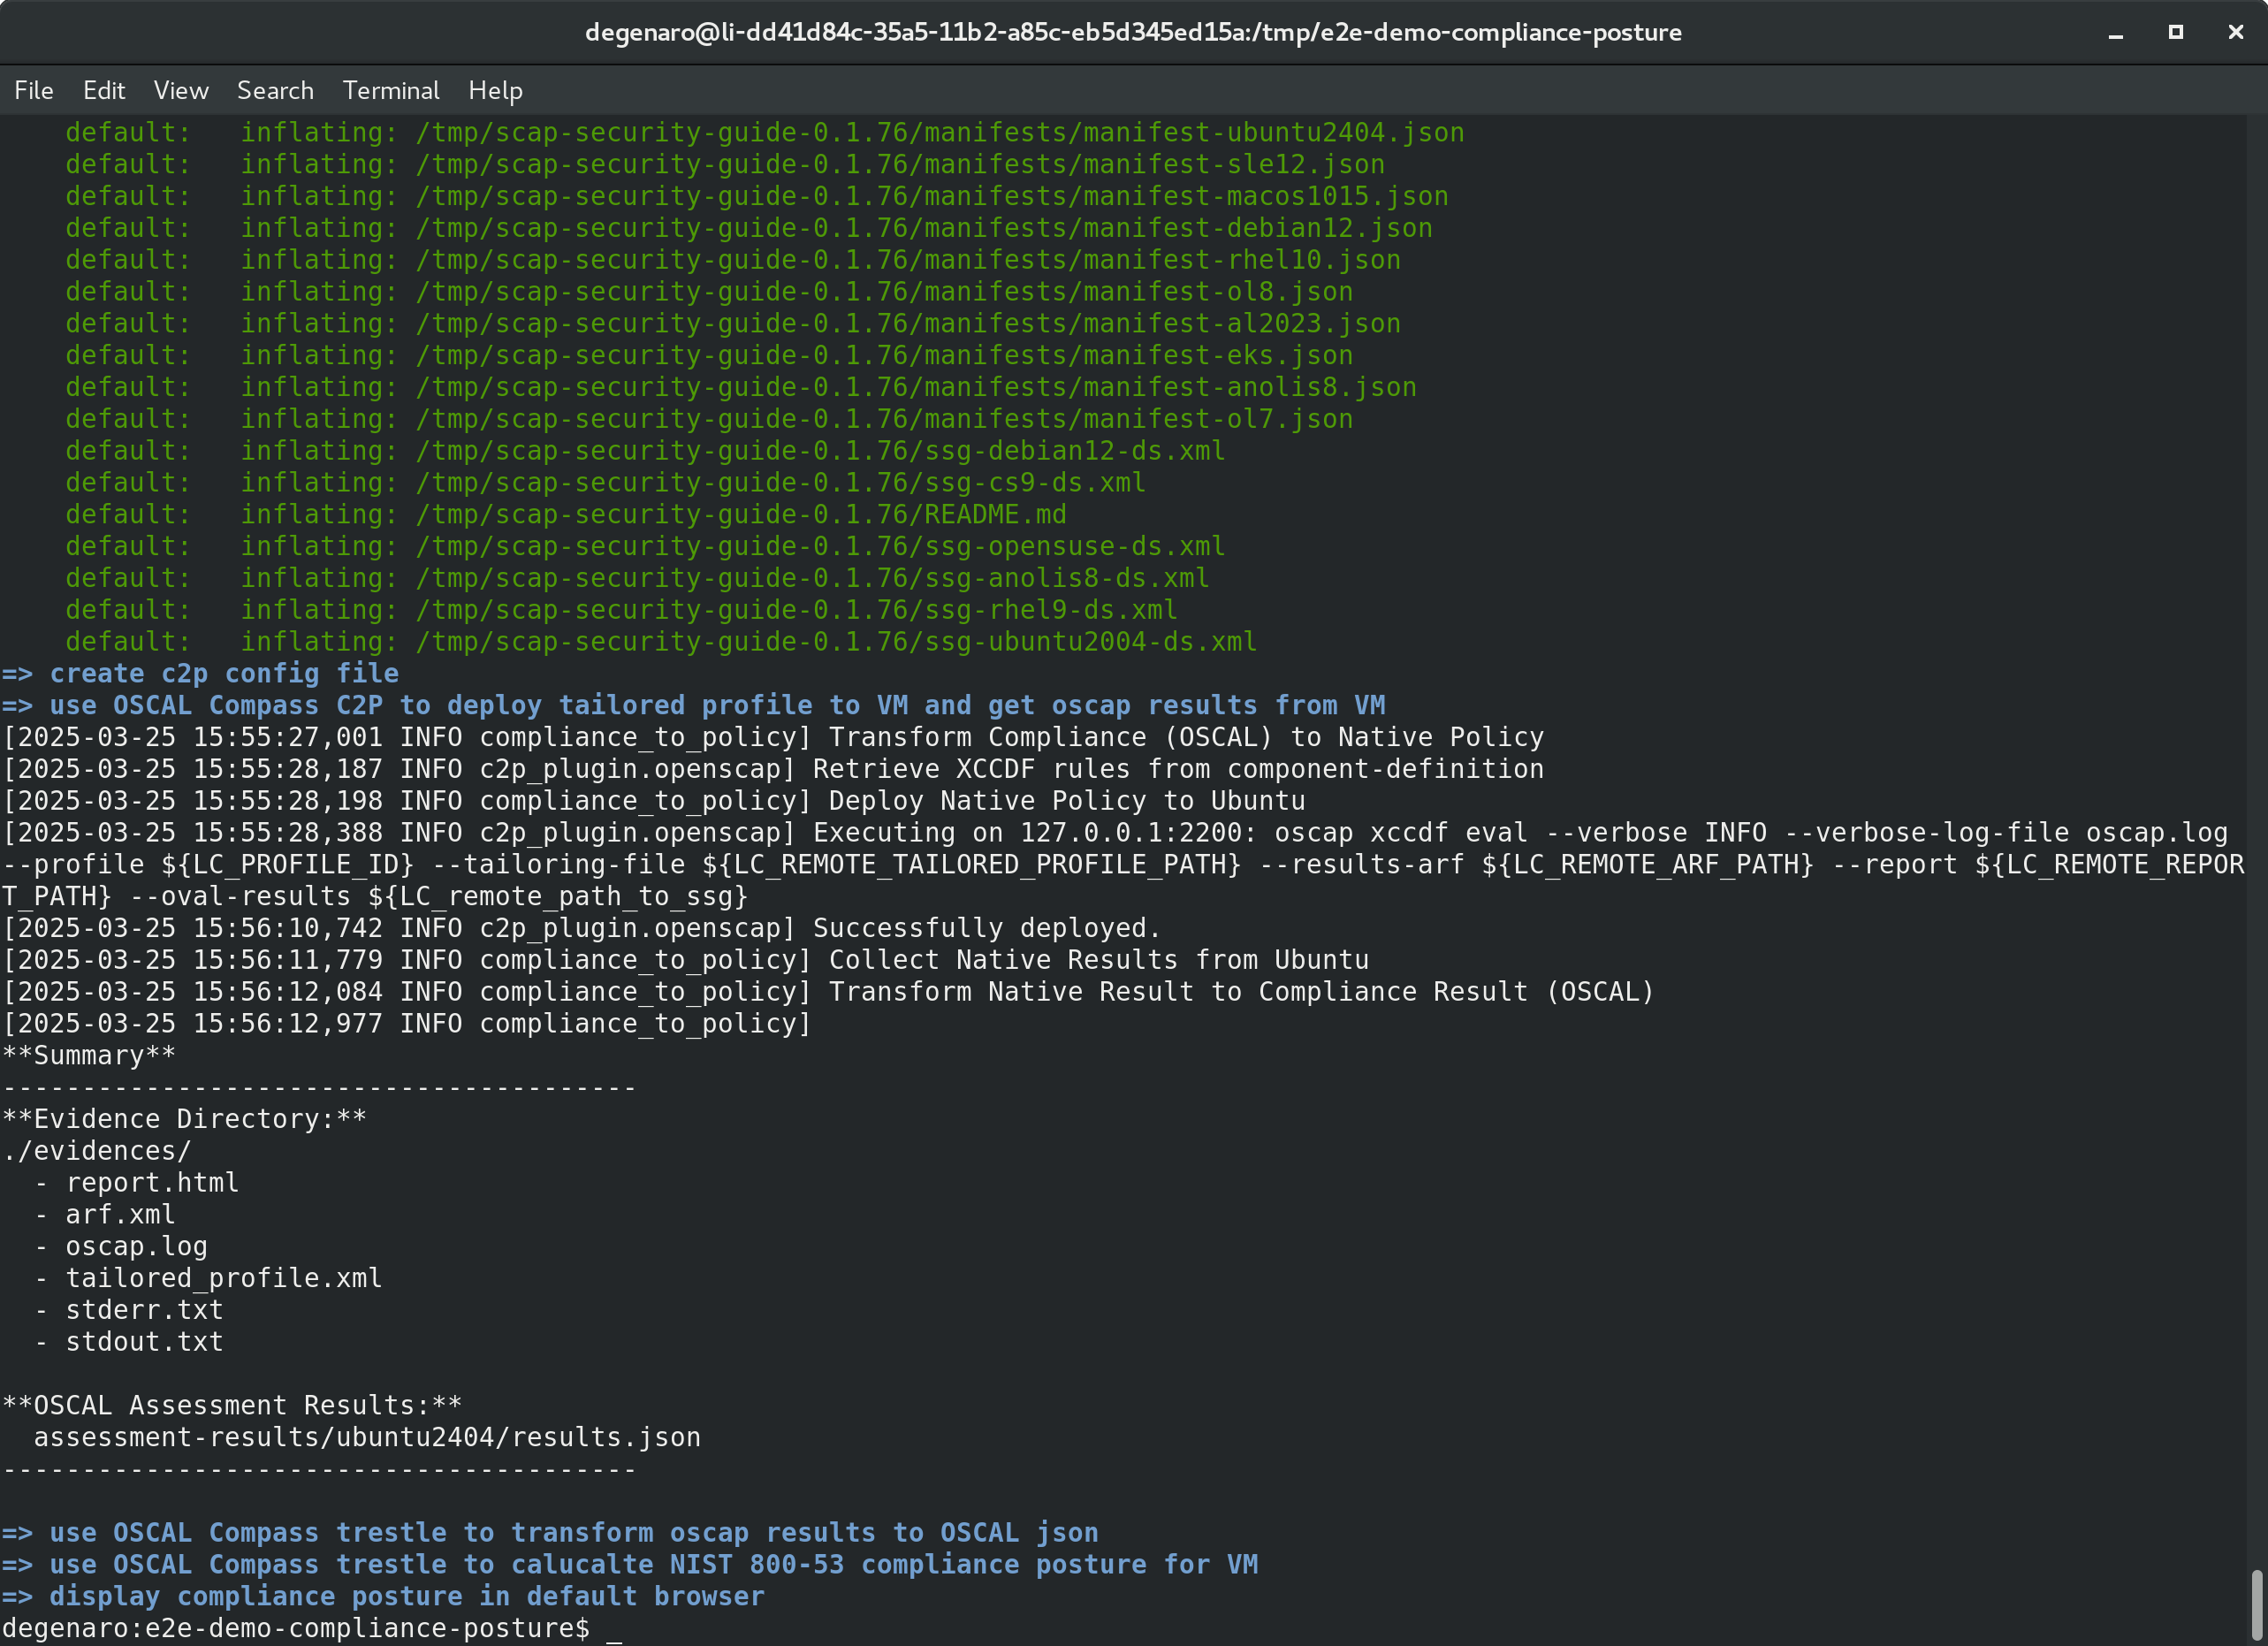 degenaro@li-dd41d84c-35a5-11b2-a85c-eb5d345ed15a:/tmp/e2e-demo-compliance-posture
File Edit View Search Terminal Help
    default:   inflating: /tmp/scap-security-guide-0.1.76/manifests/manifest-ubuntu2404.json
    default:   inflating: /tmp/scap-security-guide-0.1.76/manifests/manifest-sle12.json
    default:   inflating: /tmp/scap-security-guide-0.1.76/manifests/manifest-macos1015.json
    default:   inflating: /tmp/scap-security-guide-0.1.76/manifests/manifest-debian12.json
    default:   inflating: /tmp/scap-security-guide-0.1.76/manifests/manifest-rhel10.json
    default:   inflating: /tmp/scap-security-guide-0.1.76/manifests/manifest-ol8.json
    default:   inflating: /tmp/scap-security-guide-0.1.76/manifests/manifest-al2023.json
    default:   inflating: /tmp/scap-security-guide-0.1.76/manifests/manifest-eks.json
    default:   inflating: /tmp/scap-security-guide-0.1.76/manifests/manifest-anolis8.json
    default:   inflating: /tmp/scap-security-guide-0.1.76/manifests/manifest-ol7.json
    default:   inflating: /tmp/scap-security-guide-0.1.76/ssg-debian12-ds.xml
    default:   inflating: /tmp/scap-security-guide-0.1.76/ssg-cs9-ds.xml
    default:   inflating: /tmp/scap-security-guide-0.1.76/README.md
    default:   inflating: /tmp/scap-security-guide-0.1.76/ssg-opensuse-ds.xml
    default:   inflating: /tmp/scap-security-guide-0.1.76/ssg-anolis8-ds.xml
    default:   inflating: /tmp/scap-security-guide-0.1.76/ssg-rhel9-ds.xml
    default:   inflating: /tmp/scap-security-guide-0.1.76/ssg-ubuntu2004-ds.xml
=> create c2p config file
=> use OSCAL Compass C2P to deploy tailored profile to VM and get oscap results from VM
[2025-03-25 15:55:27,001 INFO compliance_to_policy] Transform Compliance (OSCAL) to Native Policy
[2025-03-25 15:55:28,187 INFO c2p_plugin.openscap] Retrieve XCCDF rules from component-definition
[2025-03-25 15:55:28,198 INFO compliance_to_policy] Deploy Native Policy to Ubuntu
[2025-03-25 15:55:28,388 INFO c2p_plugin.openscap] Executing on 127.0.0.1:2200: oscap xccdf eval --verbose INFO --verbose-log-file oscap.log
--profile ${LC_PROFILE_ID} --tailoring-file ${LC_REMOTE_TAILORED_PROFILE_PATH} --results-arf ${LC_REMOTE_ARF_PATH} --report ${LC_REMOTE_REPOR
T_PATH} --oval-results ${LC_remote_path_to_ssg}
[2025-03-25 15:56:10,742 INFO c2p_plugin.openscap] Successfully deployed.
[2025-03-25 15:56:11,779 INFO compliance_to_policy] Collect Native Results from Ubuntu
[2025-03-25 15:56:12,084 INFO compliance_to_policy] Transform Native Result to Compliance Result (OSCAL)
[2025-03-25 15:56:12,977 INFO compliance_to_policy]
**Summary**
----------------------------------------
**Evidence Directory:**
./evidences/
  - report.html
  - arf.xml
  - oscap.log
  - tailored_profile.xml
  - stderr.txt
  - stdout.txt

**OSCAL Assessment Results:**
  assessment-results/ubuntu2404/results.json
----------------------------------------

=> use OSCAL Compass trestle to transform oscap results to OSCAL json
=> use OSCAL Compass trestle to calucalte NIST 800-53 compliance posture for VM
=> display compliance posture in default browser
degenaro:e2e-demo-compliance-posture$ _